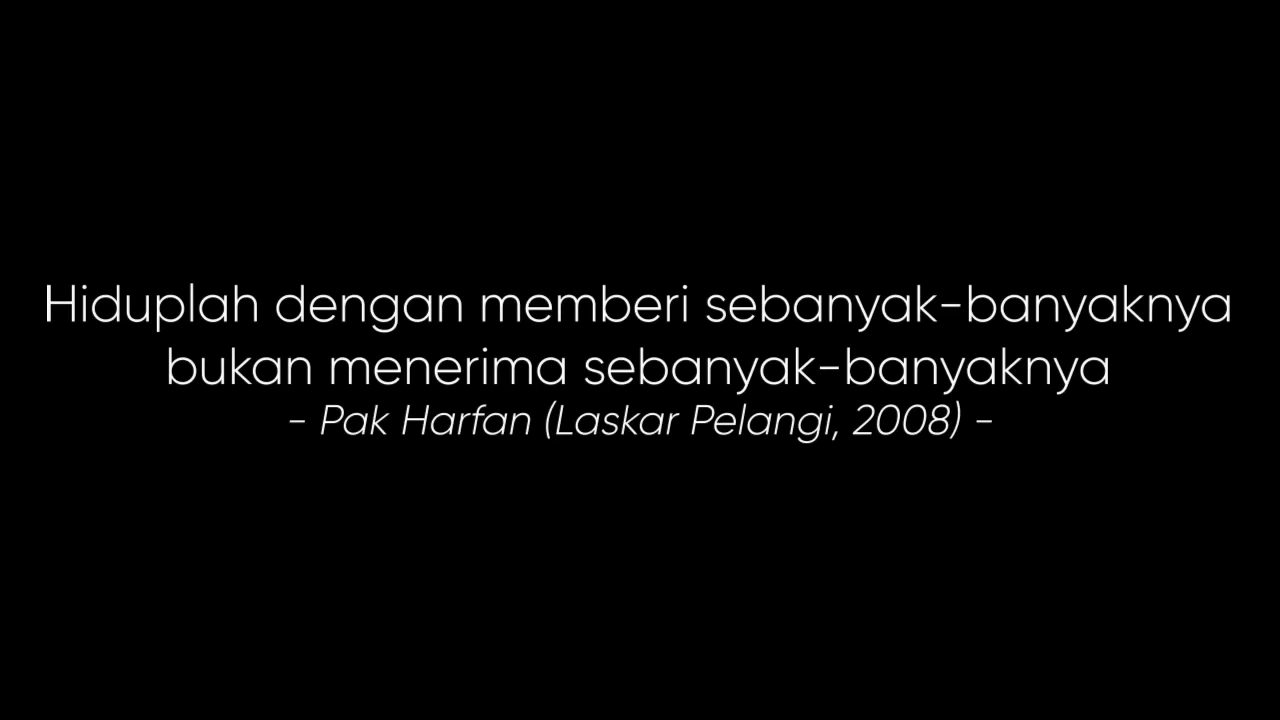 Hiduplah dengan memberi sebanyak-banyaknya
bukan menerima sebanyak-banyaknya
- Pak Harfan (Laskar Pelangi, 2008) -